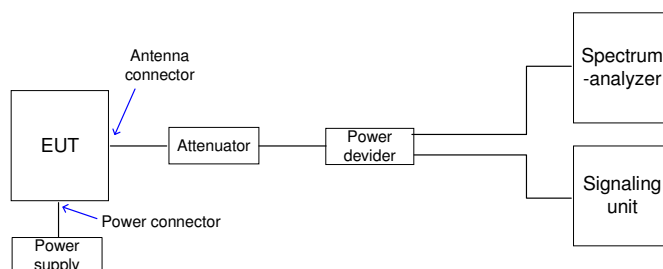 Antenna
connector
Spectrum
-analyzer
EUT
Attenuator
Power
devider
Signaling
unit
Power connector
Power
supply